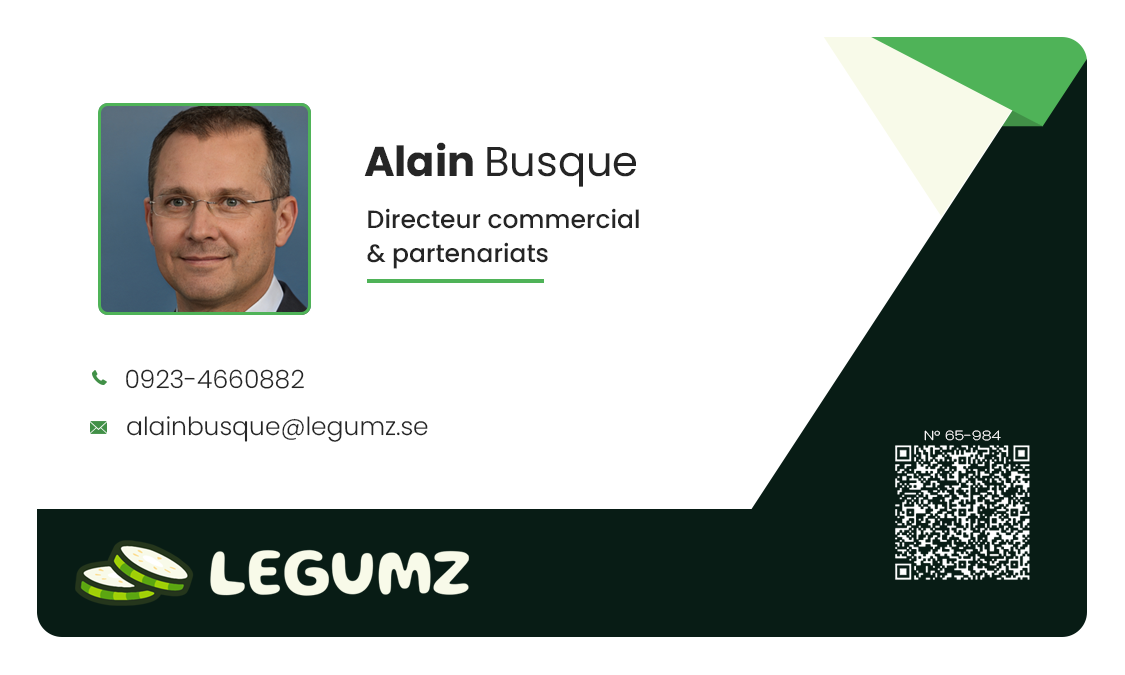 Alain Busque
Directeur commercial
& partenariats
0923-4660882
alainbusque@legumz.se
Nº 65-984
LEGUMZ